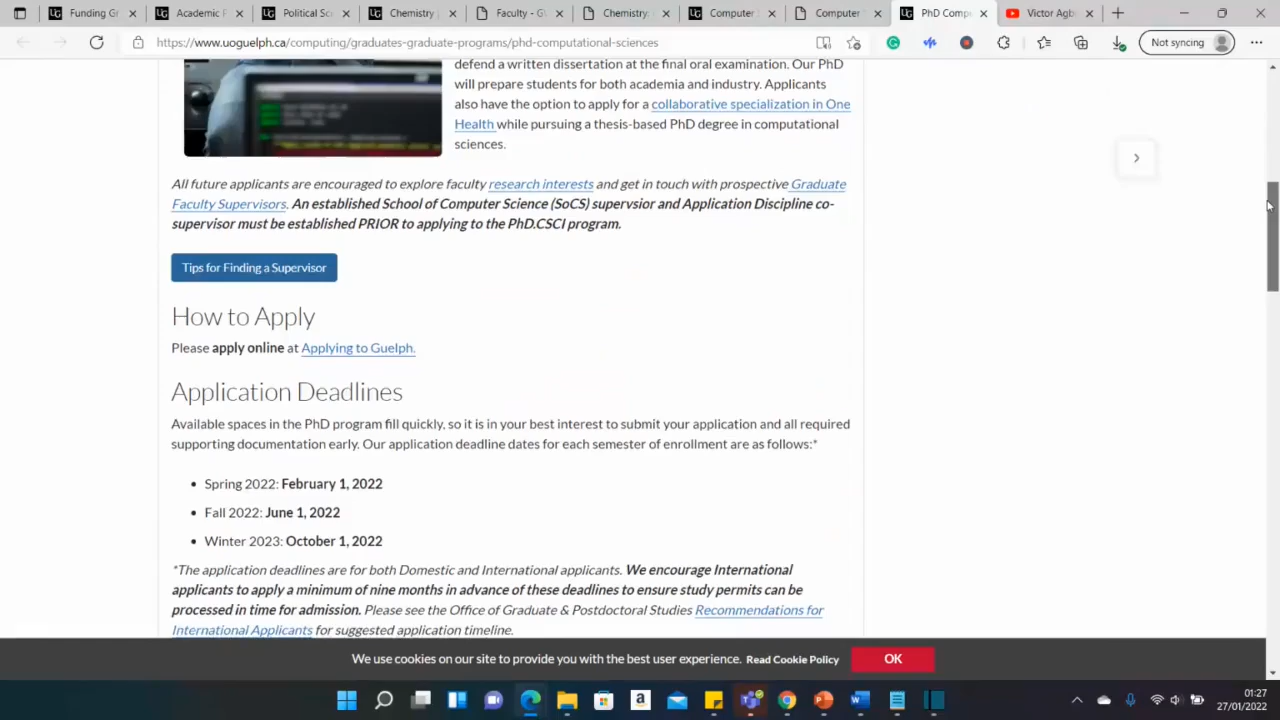 Funding Gr
Academic P
Political Sc
Chemistry
Faculty - G
Chemistry:
Computer
Computer
PhD Comp
Victor Agb
https://www.uoguelph.ca/computing/graduates-graduate-programs/phd-computational-sciences
Not syncing
defend a written dissertation at the final oral examination. Our PhD
will prepare students for both academia and industry. Applicants
also have the option to apply for a collaborative specialization in One
Health while pursuing a thesis-based PhD degree in computational
sciences.
All future applicants are encouraged to explore faculty research interests and get in touch with prospective Graduate
Faculty Supervisors. An established School of Computer Science (SoCS) supervsior and Application Discipline co-
supervisor must be established PRIOR to applying to the PhD.CSCI program.
Tips for Finding a Supervisor
How to Apply
Please apply online at Applying to Guelph.
Application Deadlines
Available spaces in the PhD program fill quickly, so it is in your best interest to submit your application and all required
supporting documentation early. Our application deadline dates for each semester of enrollment are as follows:*
• Spring 2022: February 1, 2022
• Fall 2022: June 1, 2022
• Winter 2023: October 1, 2022
*The application deadlines are for both Domestic and International applicants. We encourage International
applicants to apply a minimum of nine months in advance of these deadlines to ensure study permits can be
processed in time for admission. Please see the Office of Graduate & Postdoctoral Studies Recommendations for
International Applicants for suggested application timeline.
We use cookies on our site to provide you with the best user experience. Read Cookie Policy OK
01:27
27/01/2022